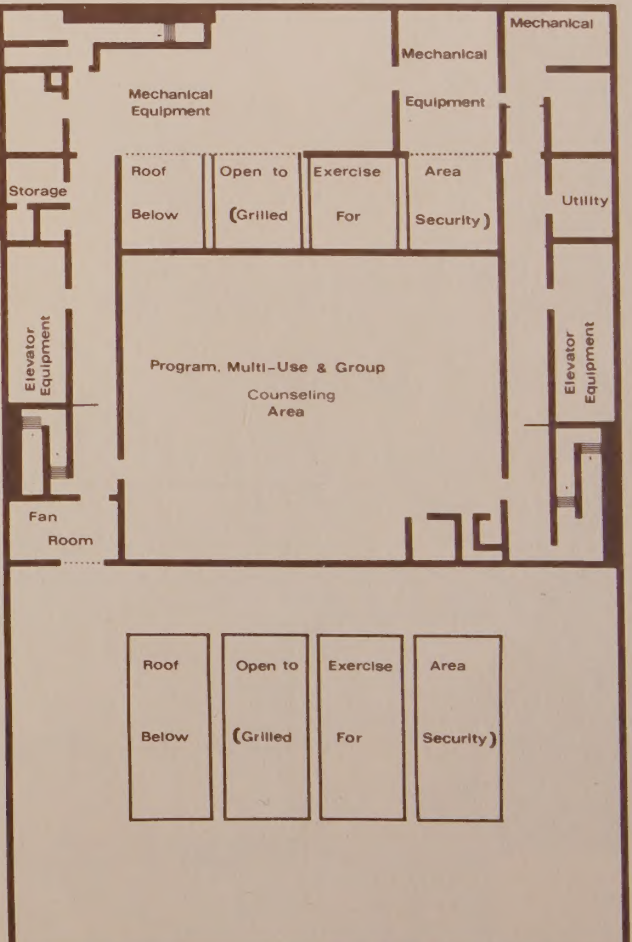 Mechanical
Mechanical
Equipment
Mechanical
Equipment
Roof Open to Exercise Area
Below (Grilled For Security)
Storage
Utility
Elevator
Equipment
Elevator
Equipment
Program, Multi-Use & Group
Counseling
Area
Fan
Room
Roof Open to Exercise Area
Below (Grilled For Security)